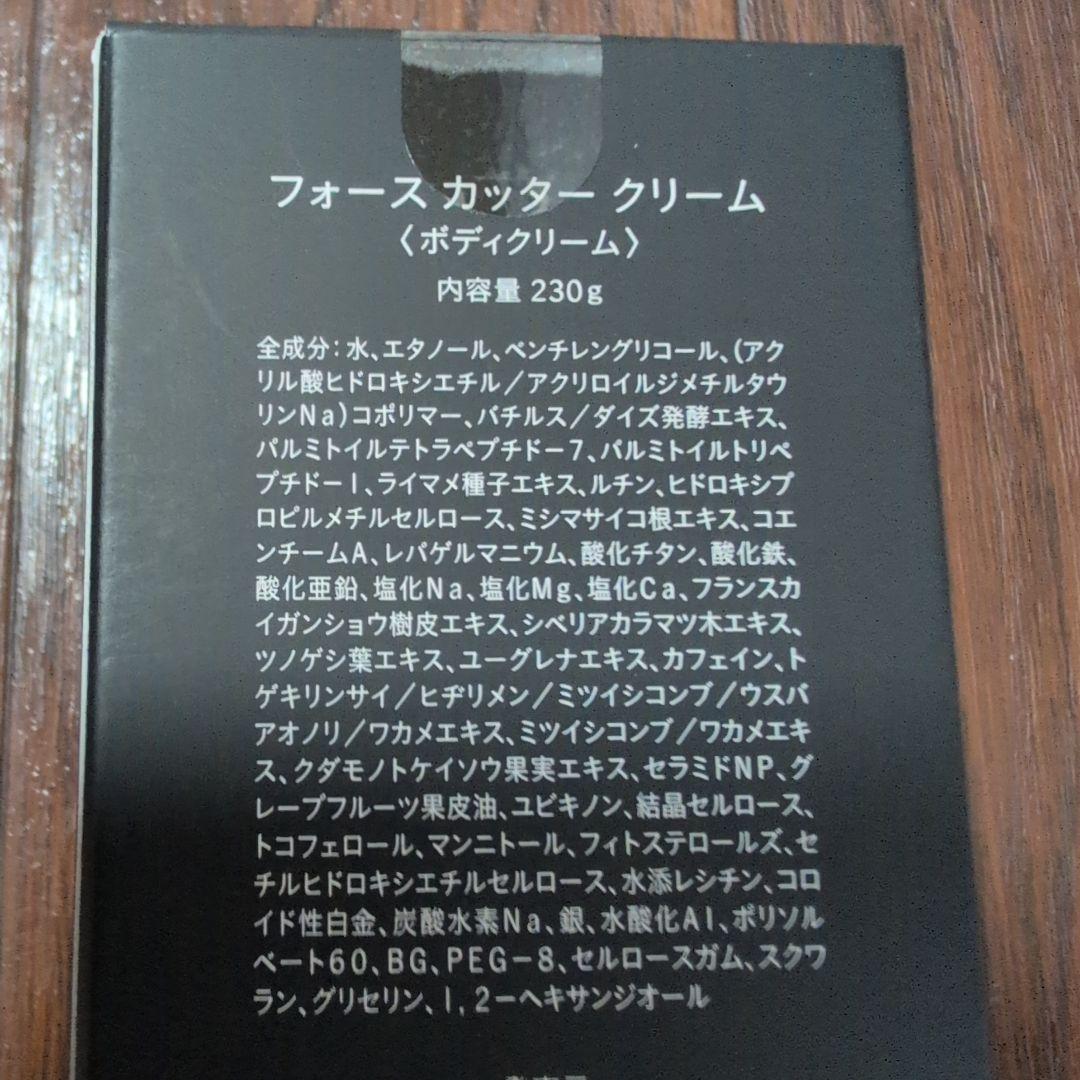 フォース カッター クリーム
〈ボディクリーム〉
内容量 230g
全成分：水、エタノール、ペンチレングリコール、(アク
リル酸ヒドロキシエチル／アクリロイルジメチルタウ
リンNa)コポリマー、バチルス／ダイズ発酵エキス、
パルミトイルテトラペプチド－7、パルミトイルトリペ
プチド－1、ライマメ種子エキス、ルチン、ヒドロキシプ
ロピルメチルセルロース、ミシマサイコ根エキス、コエ
ンチームA、レパゲルマニウム、酸化チタン、酸化鉄、
酸化亜鉛、塩化Na、塩化Mg、塩化Ca、フランスカ
イガンショウ樹皮エキス、シベリアカラマツ木エキス、
ツノゲシ葉エキス、ユーグレナエキス、カフェイン、ト
ゲキリンサイ／ヒヂリメン／ミツイシコンブ／ウスバ
アオノリ／ワカメエキス、ミツイシコンブ／ワカメエキ
ス、クダモノトケイソウ果実エキス、セラミドNP、グ
レープフルーツ果皮油、ユビキノン、結晶セルロース、
トコフェロール、マンニトール、フィトステロールズ、セ
チルヒドロキシエチルセルロース、水添レシチン、コロ
イド性白金、炭酸水素Na、銀、水酸化Al、ポリソル
ベート60、BG、PEG－8、セルロースガム、スクワ
ラン、グリセリン、1，2－ヘキサンジオール